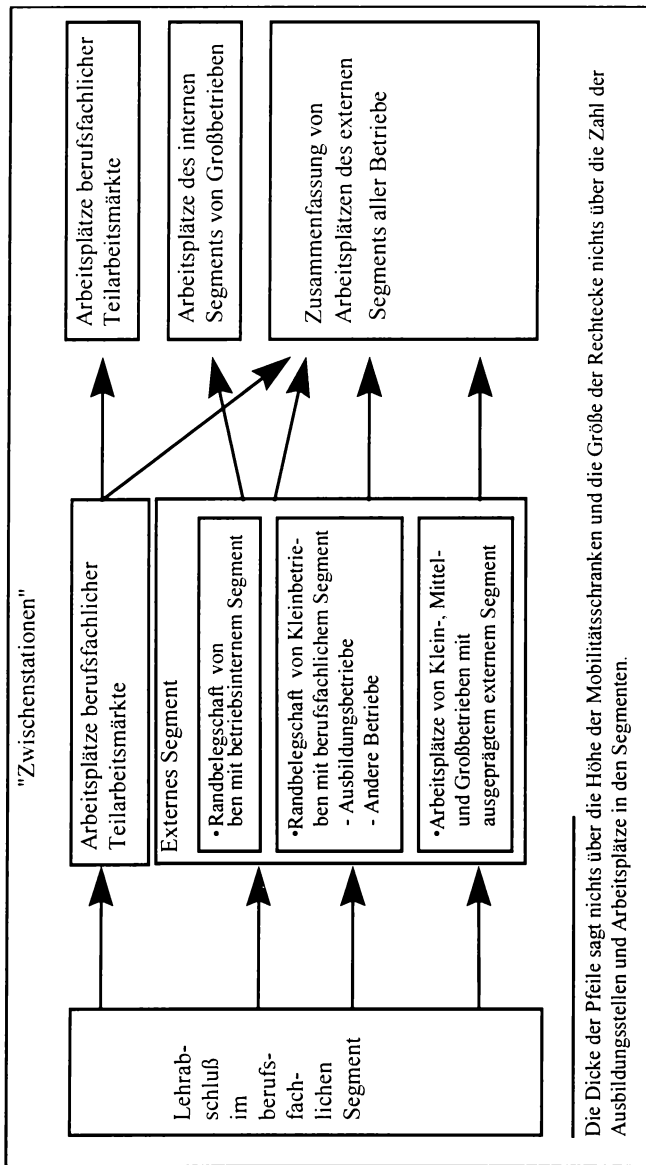 "Zwischenstationen"
Lehrab-
schluß
im
berufs-
fach-
lichen
Segment
Arbeitsplätze berufsfachlicher
Teilarbeitsmärkte
Externes Segment
•Randbelegschaft von
ben mit betriebsinternem Segment
•Randbelegschaft von Kleinbetrie-
ben mit berufsfachlichem Segment
- Ausbildungsbetriebe
- Andere Betriebe
•Arbeitsplätze von Klein-, Mittel-
und Großbetrieben mit
ausgeprägtem externem Segment
Arbeitsplätze berufsfachlicher
Teilarbeitsmärkte
Arbeitsplätze des internen
Segments von Großbetrieben
Zusammenfassung von
Arbeitsplätzen des externen
Segments aller Betriebe
Die Dicke der Pfeile sagt nichts über die Höhe der Mobilitätsschranken und die Größe der Rechtecke nichts über die Zahl der
Ausbildungsstellen und Arbeitsplätze in den Segmenten.